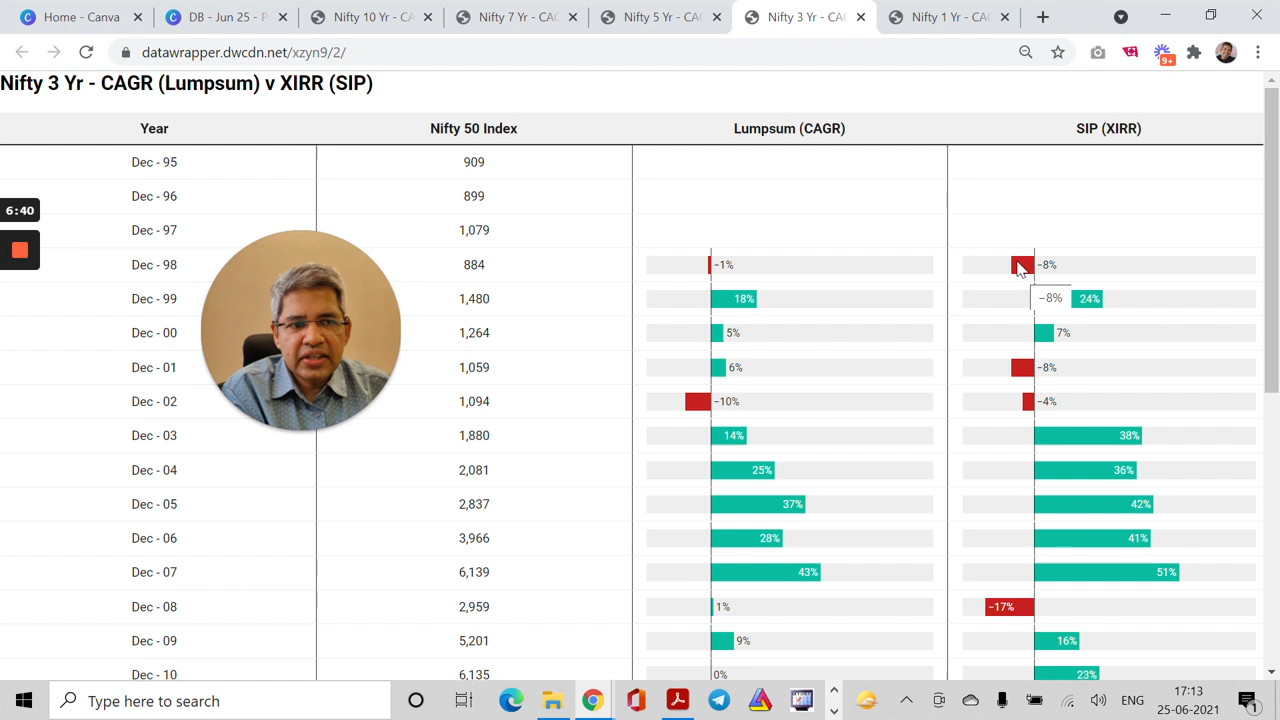 Home - Canva
DB - Jun 25 - P
Nifty 10 Yr - CA
Nifty 7 Yr - CAG
Nifty 5 Yr - CAG
Nifty 3 Yr - CAG
Nifty 1 Yr - CAG
datawrapper.dwcdn.net/xzyn9/2/
9+
Nifty 3 Yr - CAGR (Lumpsum) v XIRR (SIP)
Year Nifty 50 Index Lumpsum (CAGR) SIP (XIRR)
Dec - 95 909
Dec - 96 899
6:40
Dec - 97 1,079
Dec - 98 884 −1% −8%
Dec - 99 1,480 18% −8% 24%
Dec - 00 1,264 5% 7%
Dec - 01 1,059 6% −8%
Dec - 02 1,094 −10% −4%
Dec - 03 1,880 14% 38%
Dec - 04 2,081 25% 36%
Dec - 05 2,837 37% 42%
Dec - 06 3,966 28% 41%
Dec - 07 6,139 43% 51%
Dec - 08 2,959 1% −17%
Dec - 09 5,201 9% 16%
Dec - 10 6,135 0% 23%
Type here to search
ENG
17:13
25-06-2021
1